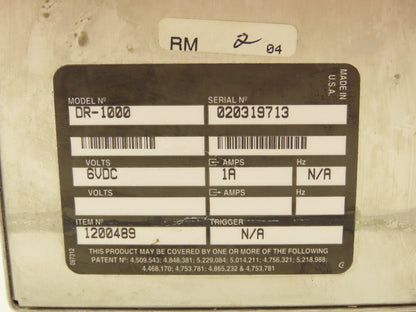 RM 2 04
MADE IN
U.S.A.
MODEL Nº SERIAL Nº
DR-1000 020319713
VOLTS AMPS Hz
6VDC 1A N/A
VOLTS AMPS Hz
ITEM Nº TRIGGER
1200489 N/A
THIS PRODUCT MAY BE COVERED BY ONE OR MORE OF THE FOLLOWING
PATENT Nº: 4,509,543; 4,848,381; 5,229,084; 5,014,211; 4,756,321; 5,218,988;
4,468,170; 4,753,781; 4,865,232 & 4,753,781
097312
G